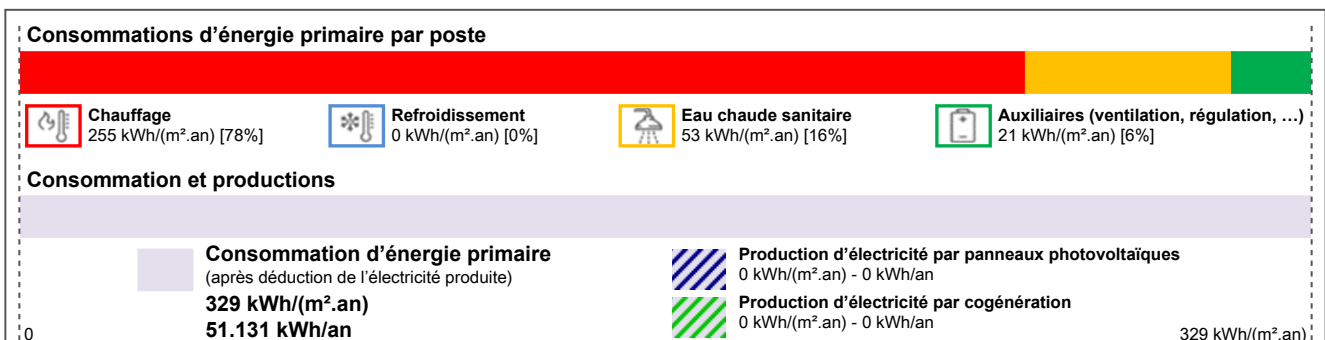 Consommations d’énergie primaire par poste
Chauffage
255 kWh/(m².an) [78%]
Refroidissement
0 kWh/(m².an) [0%]
Eau chaude sanitaire
53 kWh/(m².an) [16%]
Auxiliaires (ventilation, régulation, …)
21 kWh/(m².an) [6%]
Consommation et productions
Consommation d’énergie primaire
(après déduction de l’électricité produite)
329 kWh/(m².an)
51.131 kWh/an
Production d’électricité par panneaux photovoltaïques
0 kWh/(m².an) - 0 kWh/an
Production d’électricité par cogénération
0 kWh/(m².an) - 0 kWh/an
0
329 kWh/(m².an)